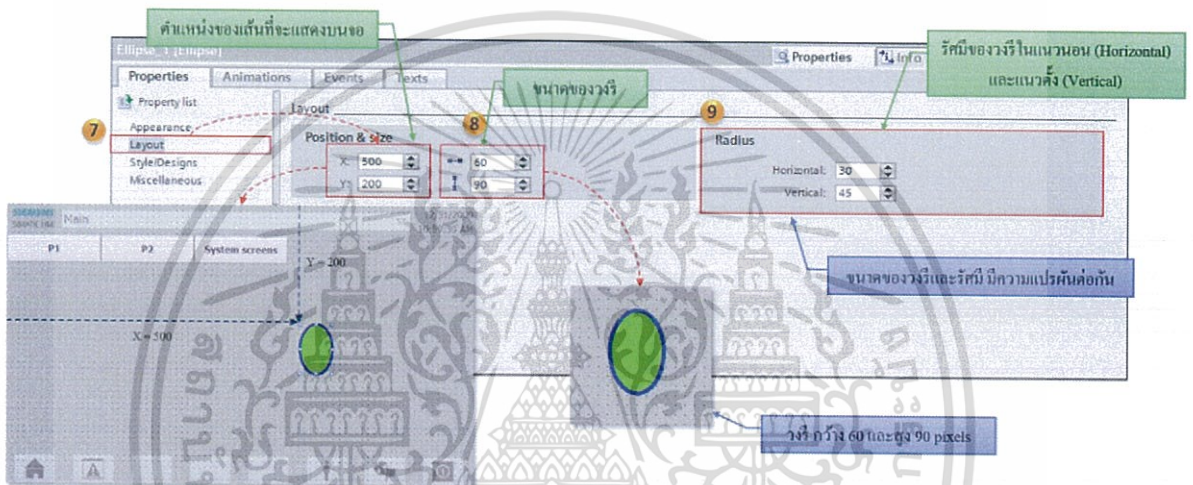 ตำแหน่งของเส้นที่จะแสดงบนจอ
Ellipse_1 [Ellipse]
Properties
Info
รัศมีของวงรีในแนวนอน (Horizontal)
และแนวตั้ง (Vertical)
Properties Animations Events Texts
ขนาดของวงรี
Property list
Layout
7
8
9
Appearance
Layout
Style/Designs
Miscellaneous
Position & size
X: 500
60
Y: 200
90
Radius
Horizontal: 30
Vertical: 45
Main
P1 P2 System screens
Y = 200
X = 500
ขนาดของวงรีและรัศมี มีความแปรผันต่อกัน
วงรี กว้าง 60 และสูง 90 pixels